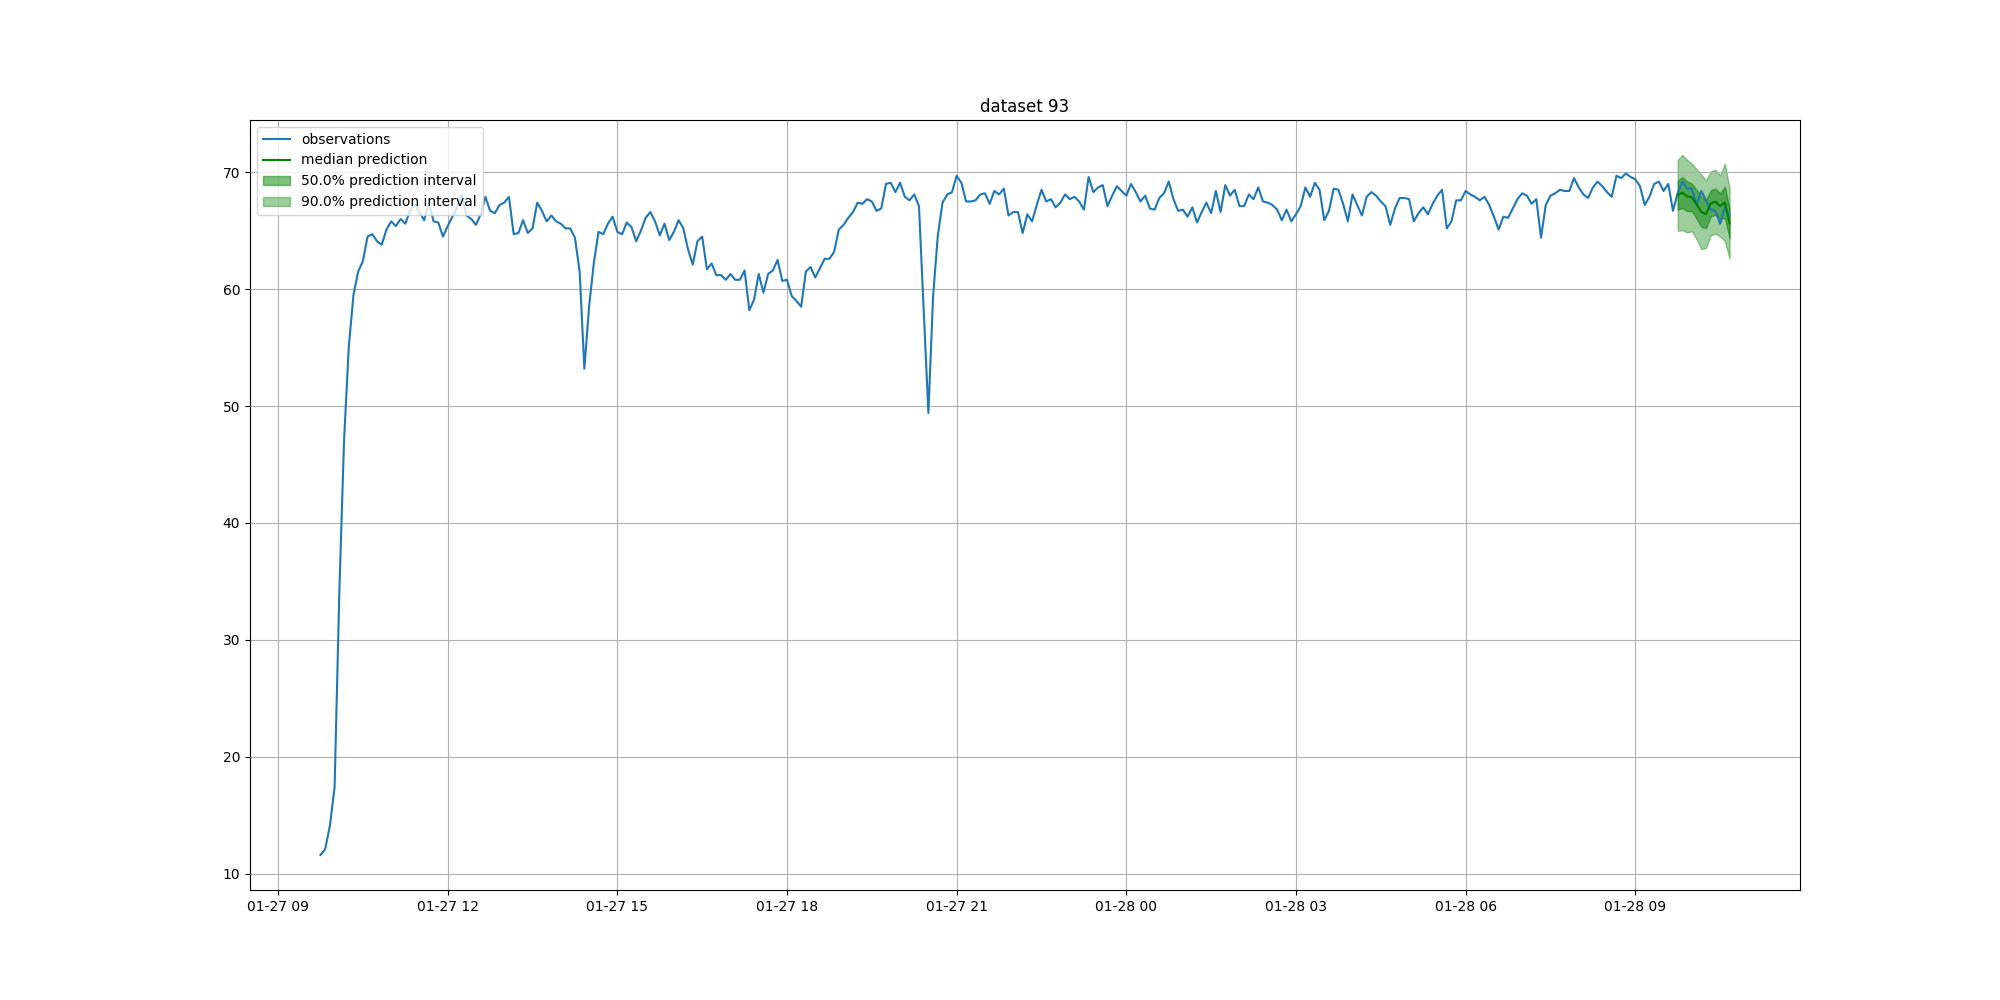 dataset 93
observations
median prediction
50.0% prediction interval
90.0% prediction interval
70
60
50
40
30
20
10
01-27 09 01-27 12 01-27 15 01-27 18 01-27 21 01-28 00 01-28 03 01-28 06 01-28 09